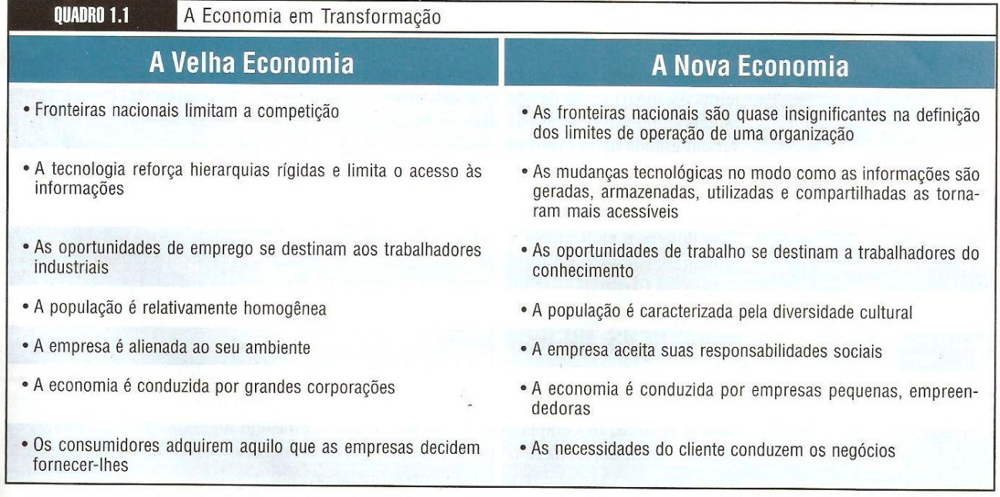 QUADRO 1.1 A Economia em Transformação
A Velha Economia
• Fronteiras nacionais limitam a competição
• A tecnologia reforça hierarquias rígidas e limita o acesso às
informações
• As oportunidades de emprego se destinam aos trabalhadores
industriais
• A população é relativamente homogênea
• A empresa é alienada ao seu ambiente
• A economia é conduzida por grandes corporações
• Os consumidores adquirem aquilo que as empresas decidem
fornecer-lhes
A Nova Economia
• As fronteiras nacionais são quase insignificantes na definição
dos limites de operação de uma organização
• As mudanças tecnológicas no modo como as informações são
geradas, armazenadas, utilizadas e compartilhadas as torna-
ram mais acessíveis
• As oportunidades de trabalho se destinam a trabalhadores do
conhecimento
• A população é caracterizada pela diversidade cultural
• A empresa aceita suas responsabilidades sociais
• A economia é conduzida por empresas pequenas, empreen-
dedoras
• As necessidades do cliente conduzem os negócios